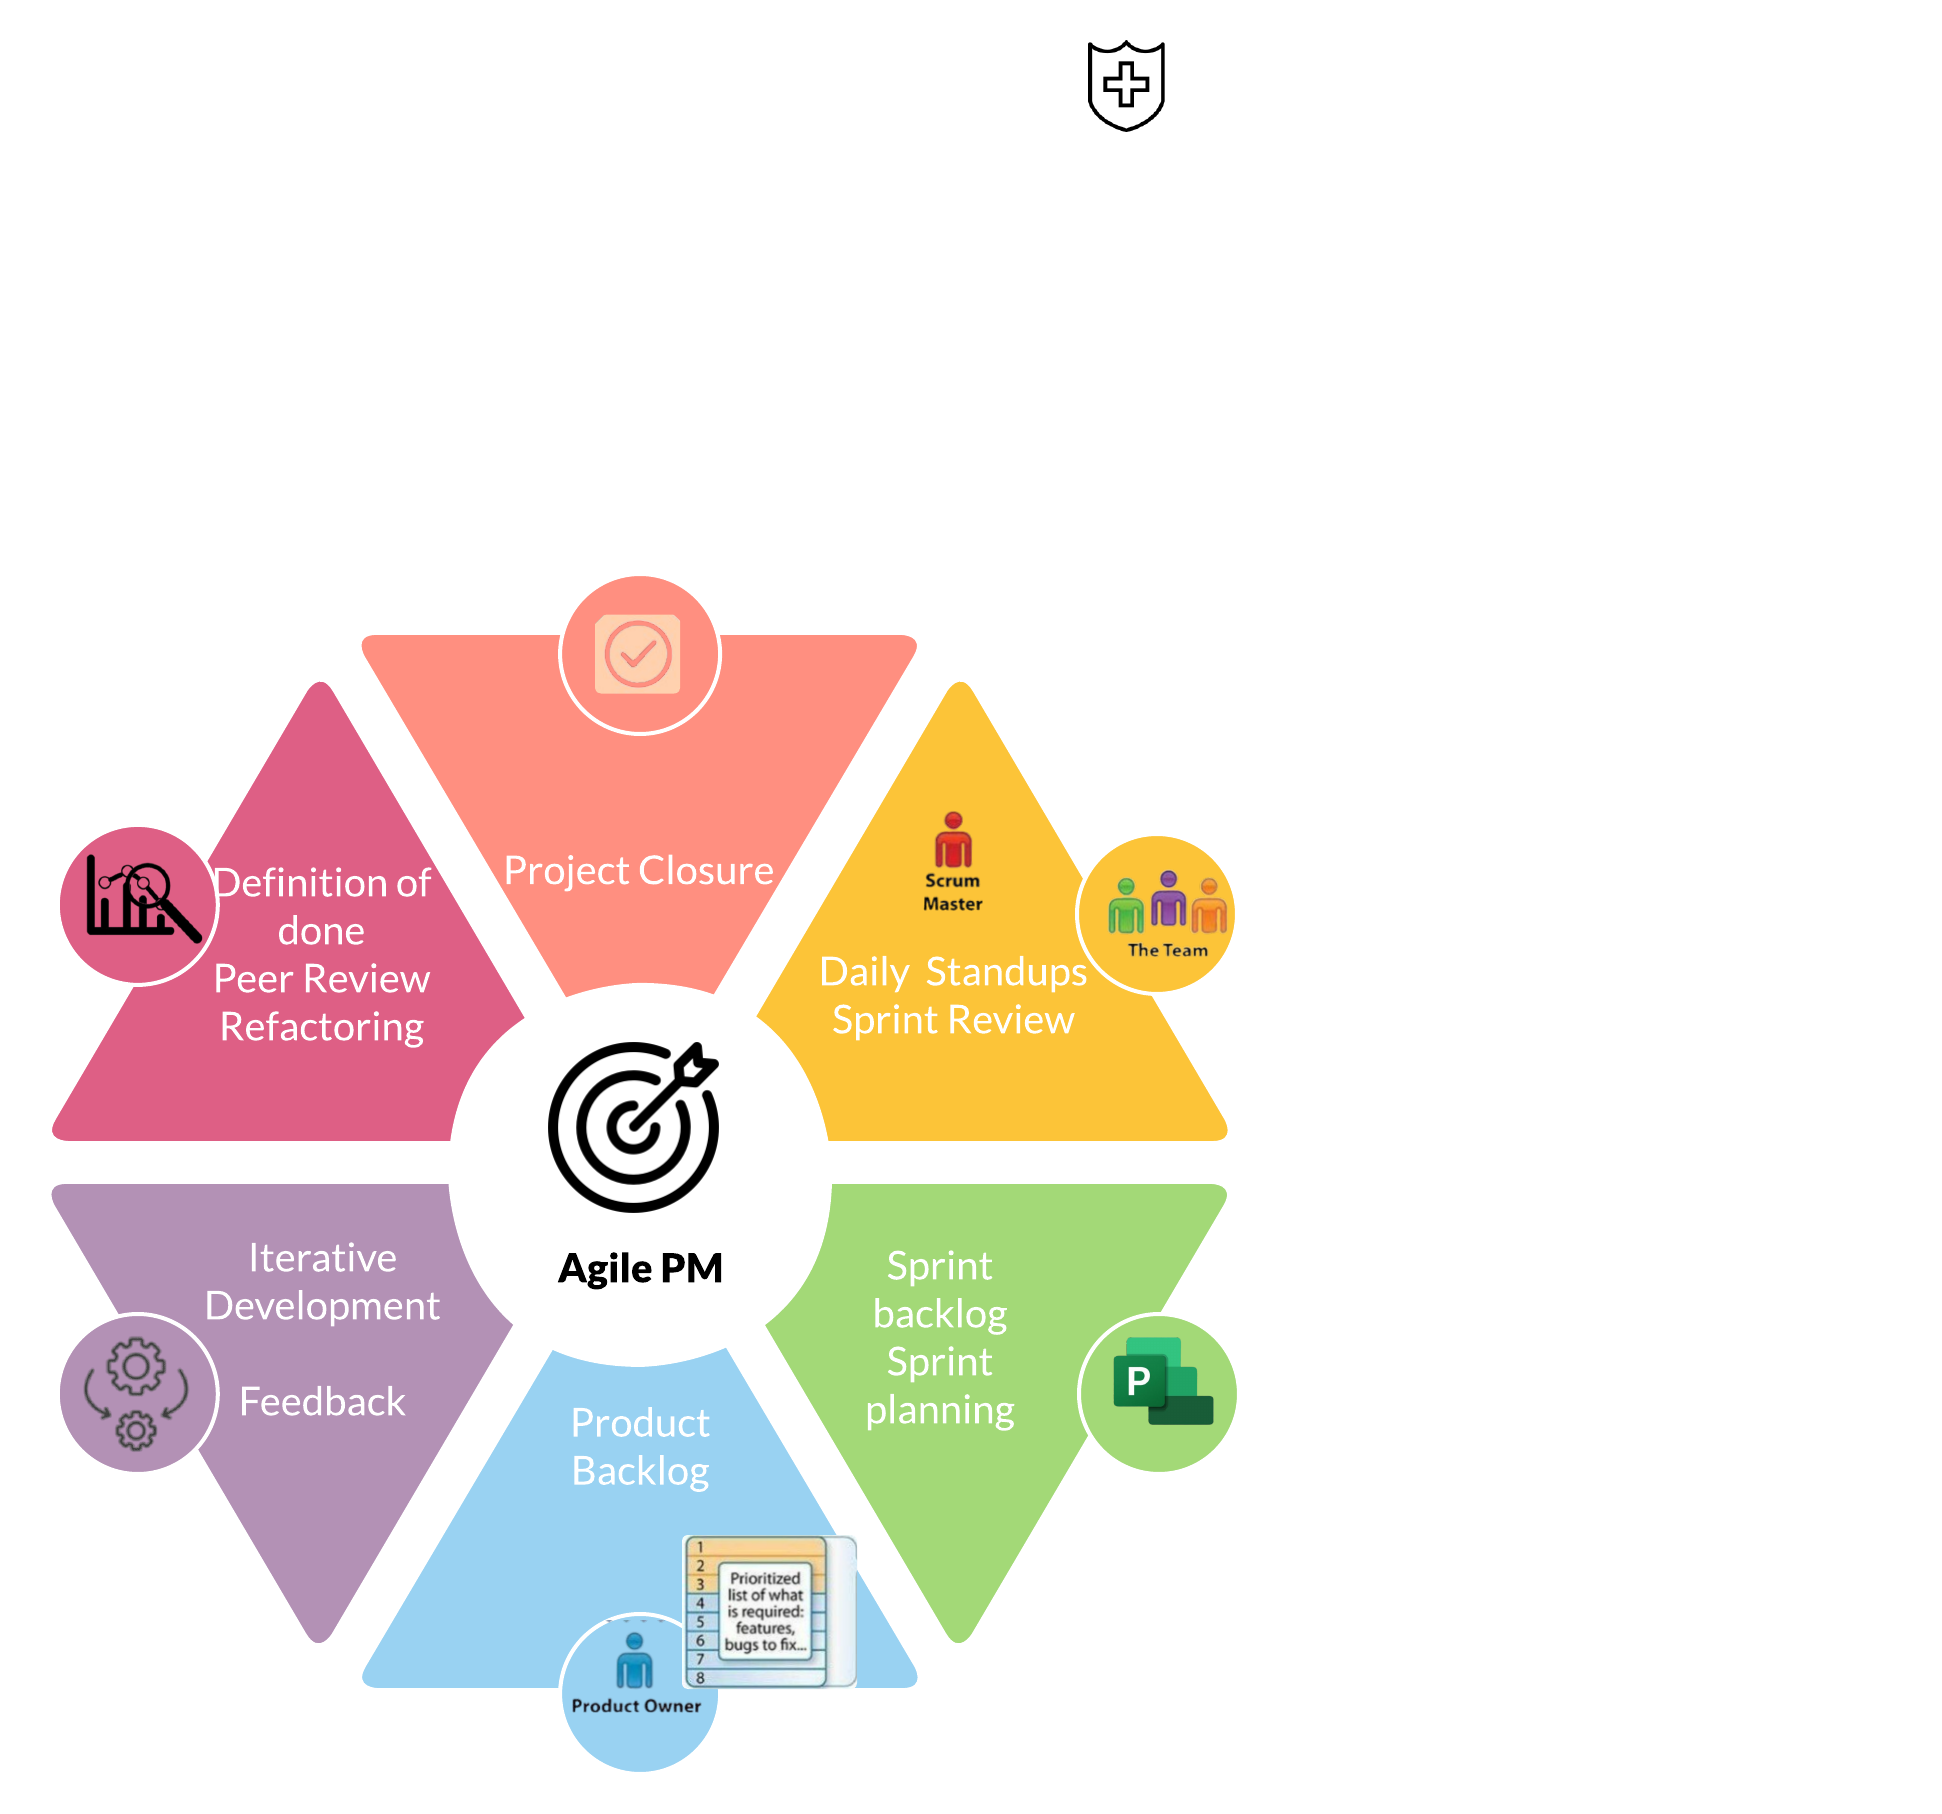 Project Closure
Scrum
Master
The Team
Daily  Standups
Sprint Review
Definition of
done
Peer Review
Refactoring
Agile PM
Iterative
Development
Feedback
Sprint
backlog
Sprint
planning
P
Product
Backlog
1
2
3
4
5
6
7
8
Prioritized
list of what
is required:
features,
bugs to fix...
Product Owner